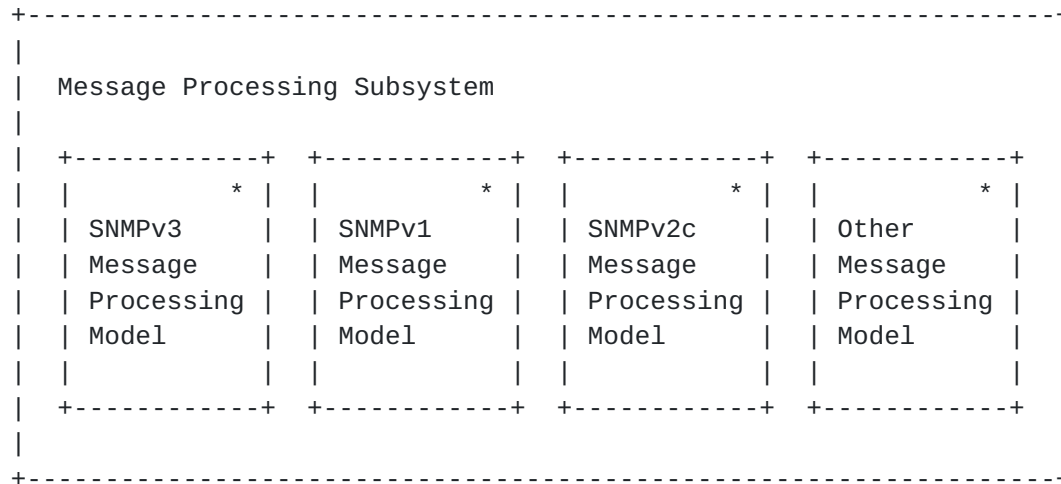 +------------------------------------------------------------------
|
|  Message Processing Subsystem
|
|  +------------+  +------------+  +------------+  +------------+
|  |          * |  |          * |  |          * |  |          * |
|  | SNMPv3     |  | SNMPv1     |  | SNMPv2c    |  | Other      |
|  | Message    |  | Message    |  | Message    |  | Message    |
|  | Processing |  | Processing |  | Processing |  | Processing |
|  | Model      |  | Model      |  | Model      |  | Model      |
|  |            |  |            |  |            |  |            |
|  +------------+  +------------+  +------------+  +------------+
|
+------------------------------------------------------------------